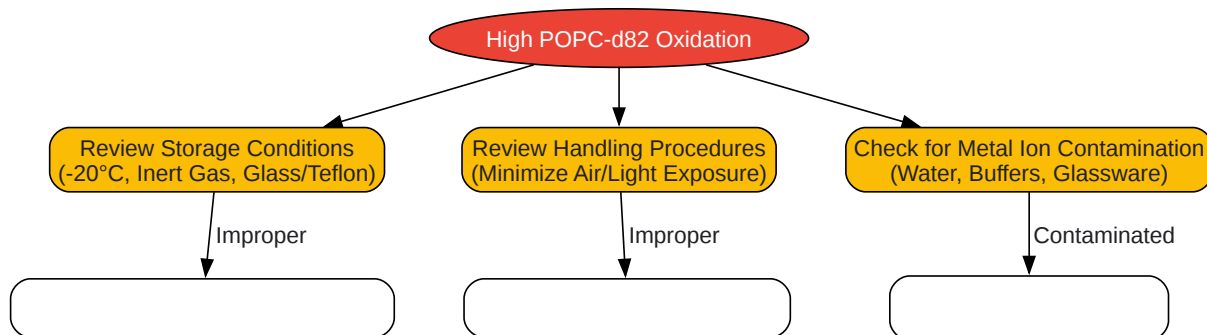 High POPC-d82 Oxidation
Review Storage Conditions
(-20°C, Inert Gas, Glass/Teflon)
Review Handling Procedures
(Minimize Air/Light Exposure)
Check for Metal Ion Contamination
(Water, Buffers, Glassware)
Improper
Improper
Contaminated